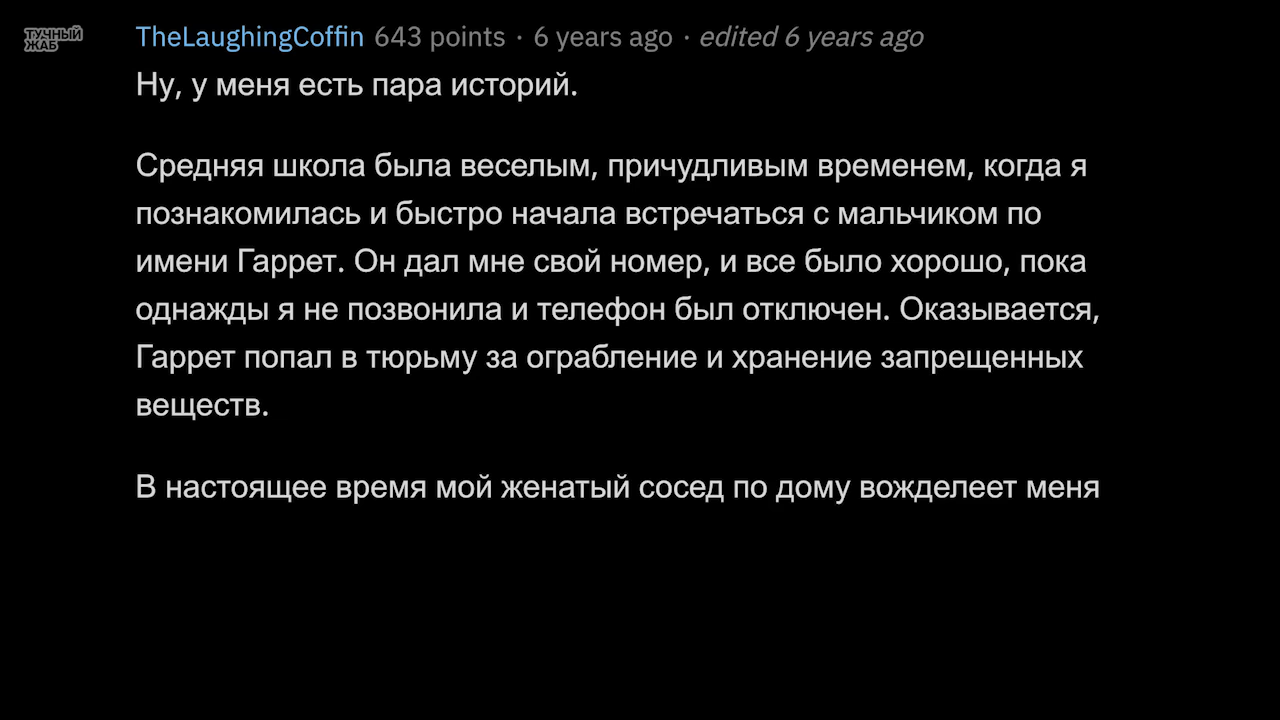 ТУЧНЫЙ
ЖАБ
TheLaughingCoffin 643 points · 6 years ago · edited 6 years ago
Ну, у меня есть пара историй.
Средняя школа была веселым, причудливым временем, когда я
познакомилась и быстро начала встречаться с мальчиком по
имени Гаррет. Он дал мне свой номер, и все было хорошо, пока
однажды я не позвонила и телефон был отключен. Оказывается,
Гаррет попал в тюрьму за ограбление и хранение запрещенных
веществ.
В настоящее время мой женатый сосед по дому вожделеет меня